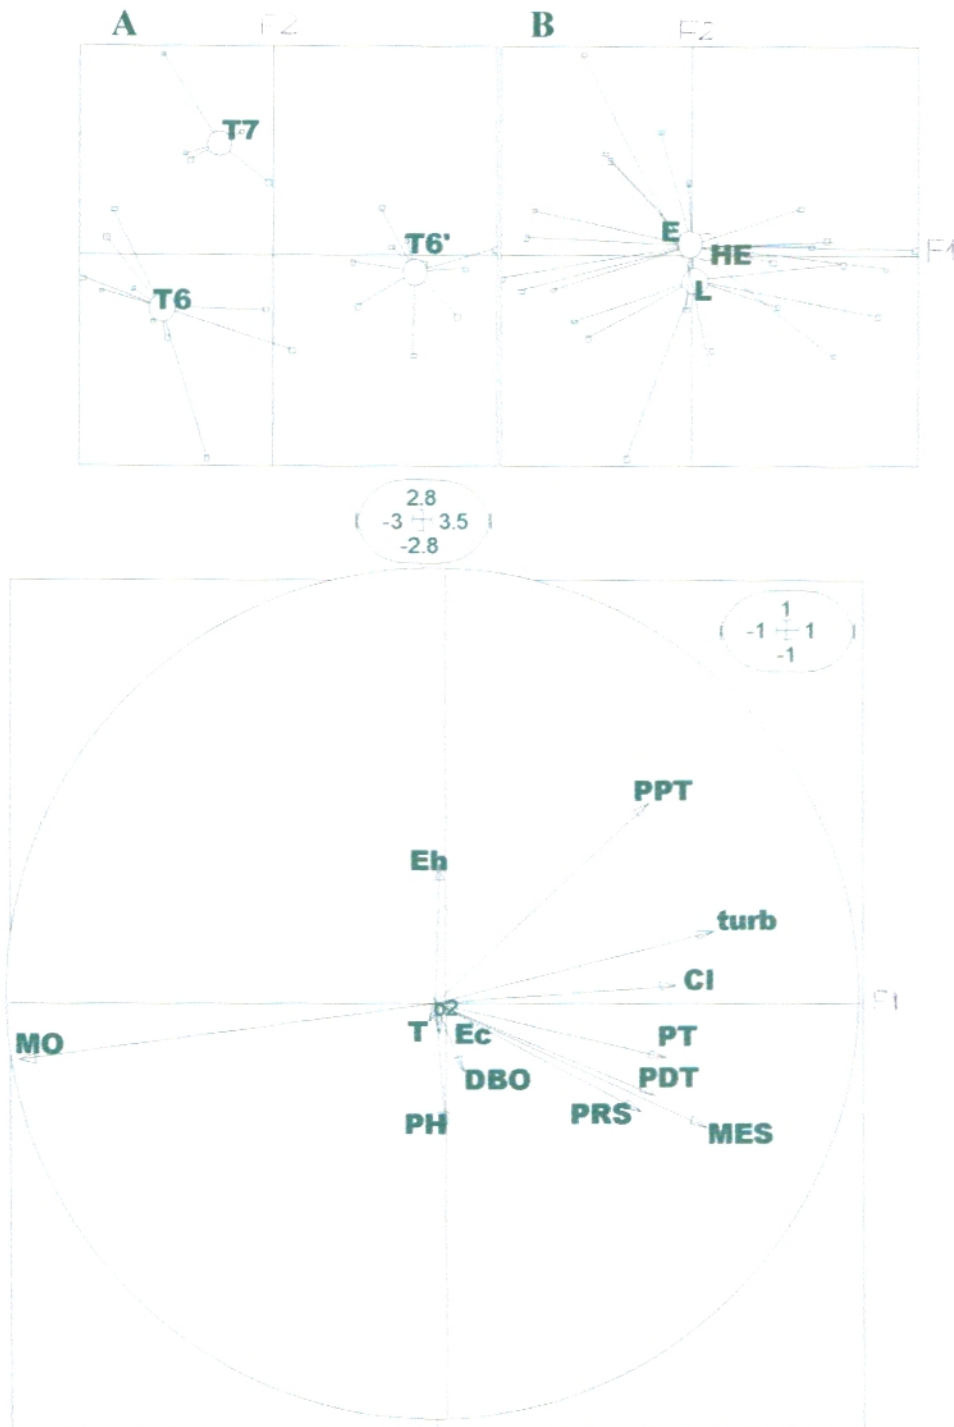 A F2 B F2
T7
T6'
T6
E
HE
F1
L
2.8
-3 3.5
-2.8
1
-1 1
-1
PPT
Eh
turb
Cl
o2
F1
T Ec
MO
PT
DBO
PDT
PRS
PH
MES